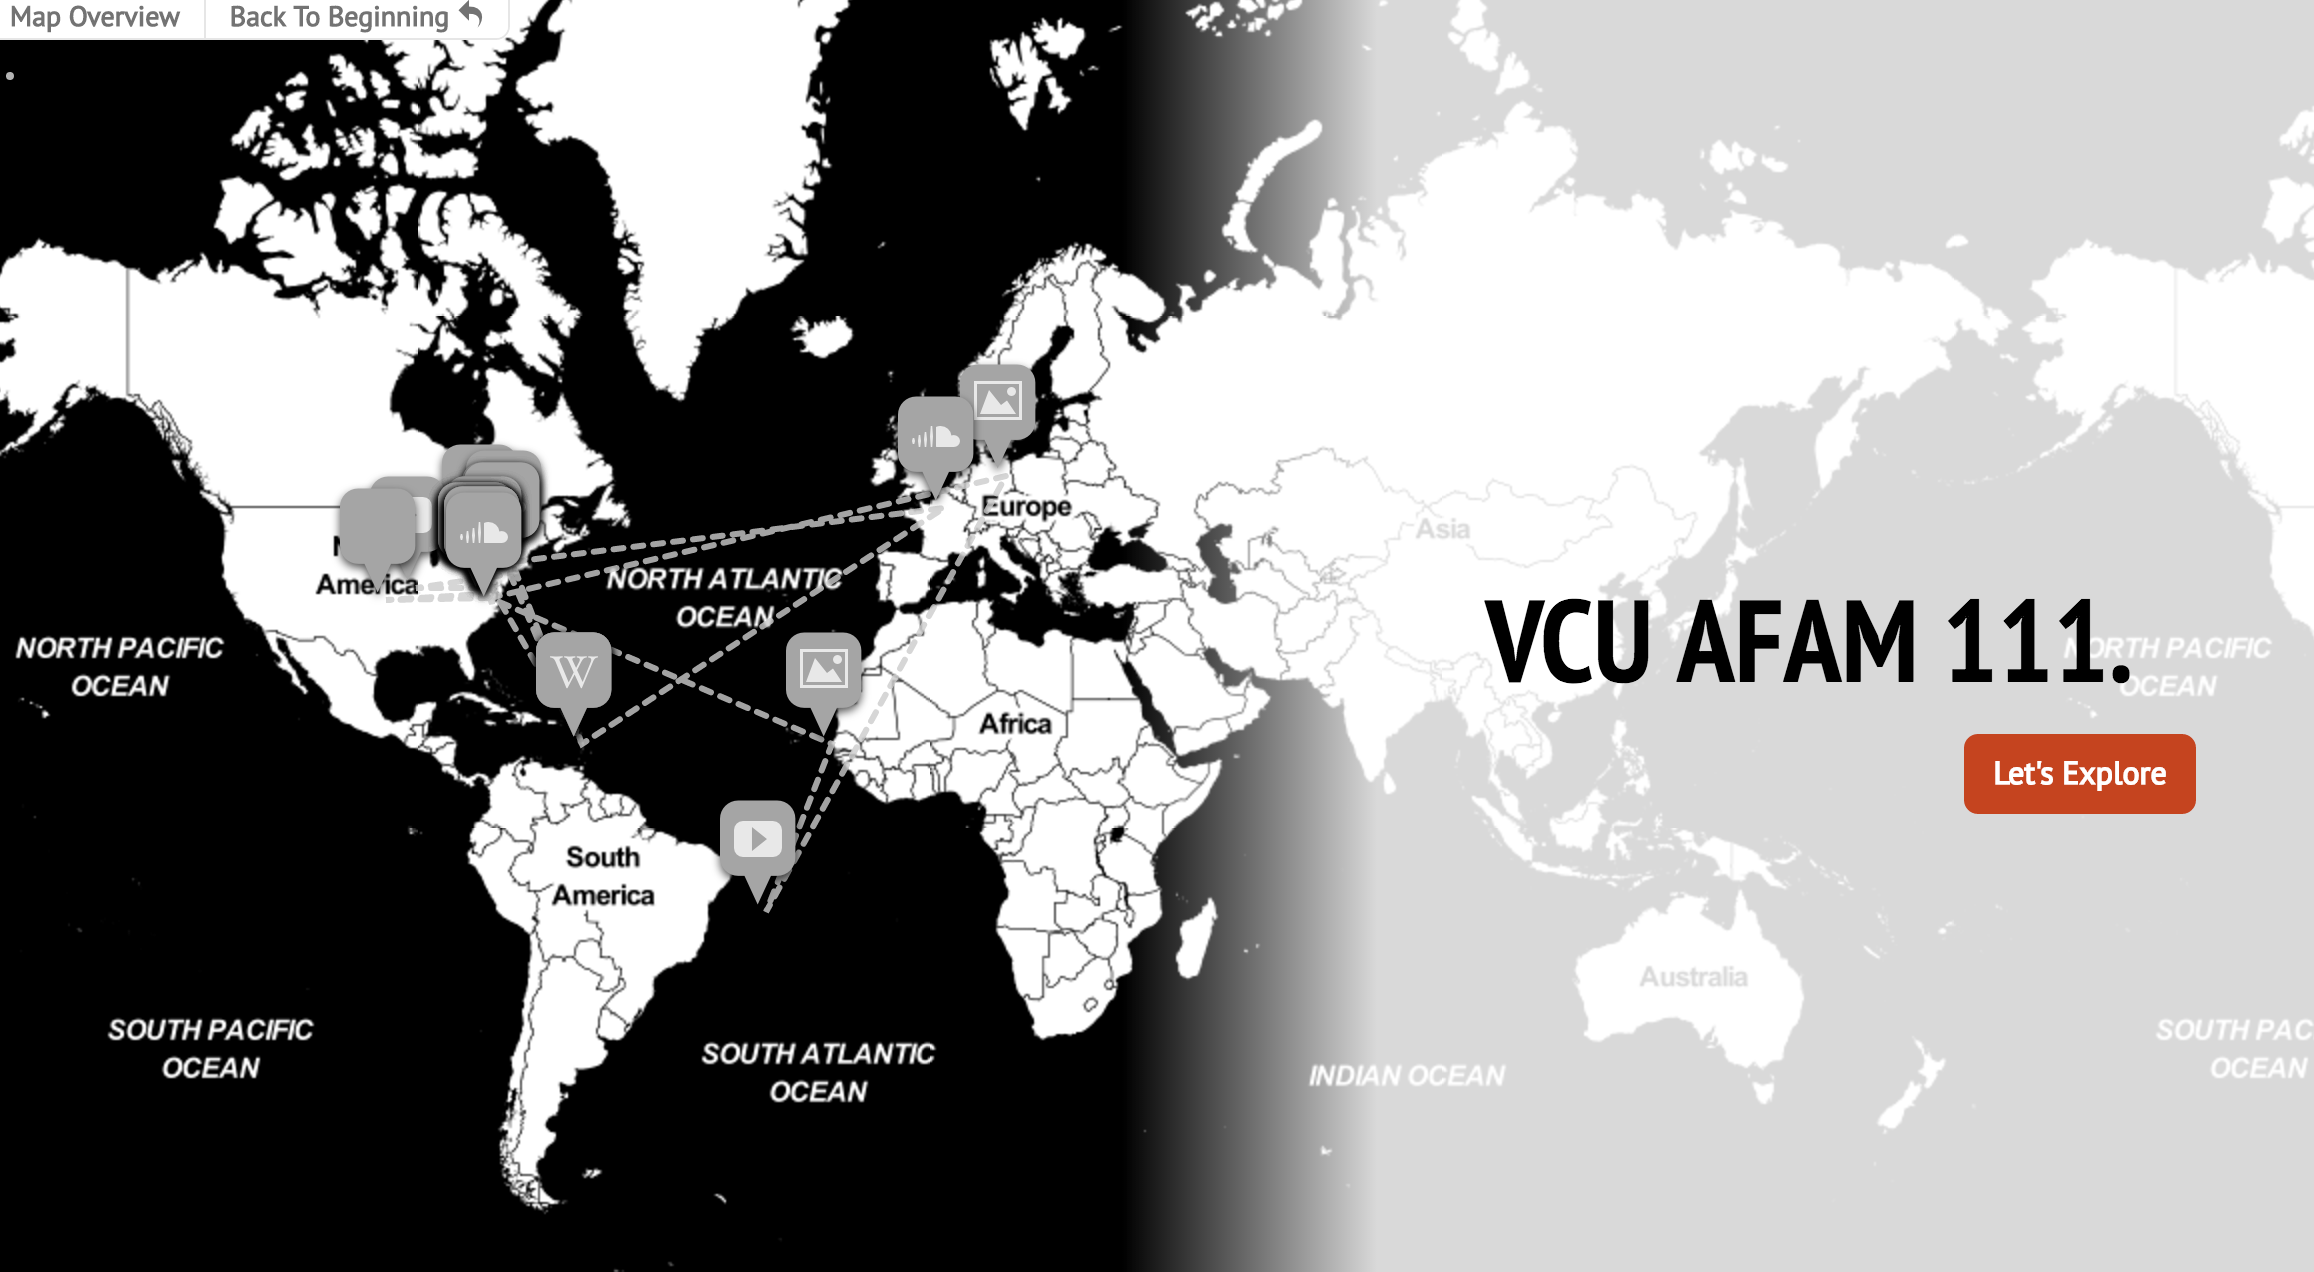 Map Overview
Back To Beginning
Europe
Asia
N
America
NORTH ATLANTIC
OCEAN
NORTH PACIFIC
OCEAN
W
Africa
VCU AFAM 111.
NORTH PACIFIC
OCEAN
Let's Explore
South
America
Australia
SOUTH PACIFIC
OCEAN
SOUTH ATLANTIC
OCEAN
INDIAN OCEAN
SOUTH PAC
OCEAN